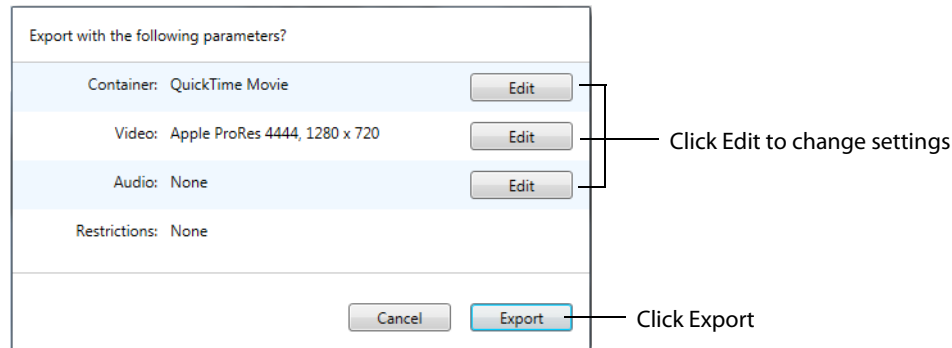 Export with the following parameters?
Container: QuickTime Movie Edit
Video: Apple ProRes 4444, 1280 x 720 Edit
Click Edit to change settings
Audio: None Edit
Restrictions: None
Cancel Export
Click Export